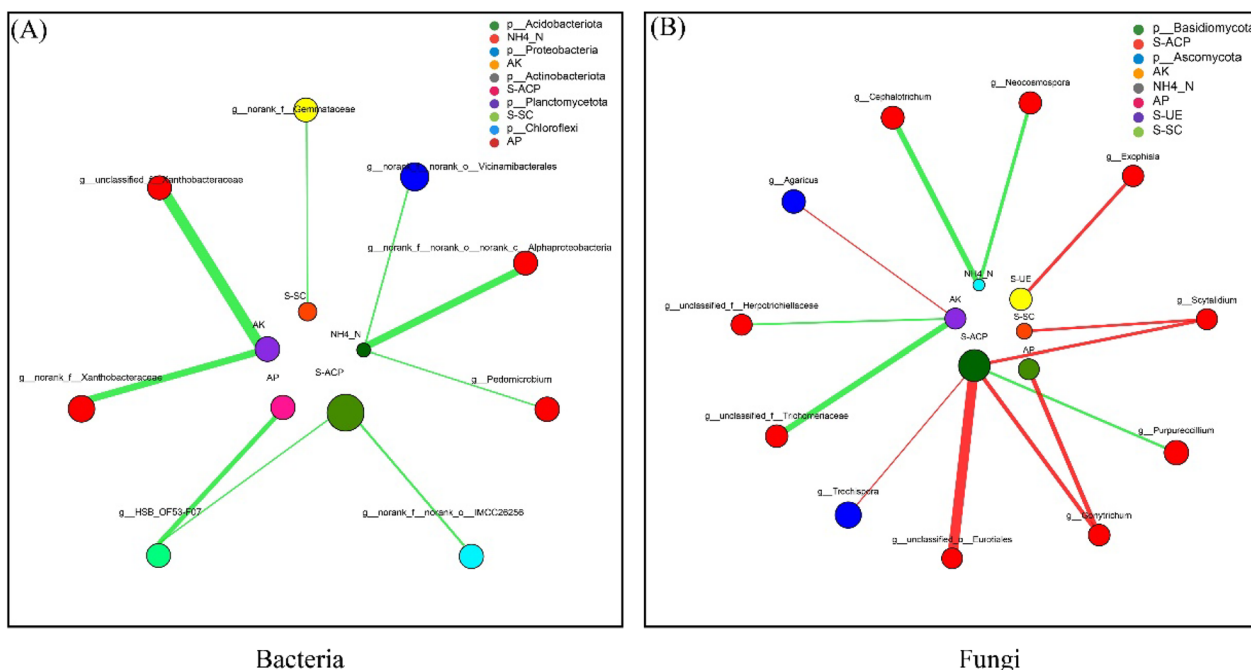 (A)
p__Acidobacteriota
NH4_N
p__Proteobacteria
AK
p__Actinobacteriota
S-ACP
p__Planctomycetota
S-SC
p__Chloroflexi
AP
g__norank_f__Gemmataceae
g__unclassified_f__Xanthobacteraceae
g__norank_f__norank_o__Vicinamibacterales
g__norank_f__norank_o__norank_c__Alphaproteobacteria
S-SC
AK
NH4_N
S-ACP
AP
g__norank_f__Xanthobacteraceae
g__Pedomicrobium
g__HSB_OF53-F07
g__norank_f__norank_o__IMCC26256
Bacteria
(B)
p__Basidiomycota
S-ACP
p__Ascomycota
AK
NH4_N
AP
S-UE
S-SC
g__Neocosmospora
g__Cephalotrichum
g__Exophisla
g__Agaricus
NH4_N
S-UE
g__unclassified_f__Herpotrichiellaceae
AK
S-SC
g__Scytalidium
S-ACP
AP
g__unclassified_f__Trichomeriaceae
g__Purpureocillium
g__Trechispora
g__Gonytrichum
g__unclassified_o__Eurotiales
Fungi